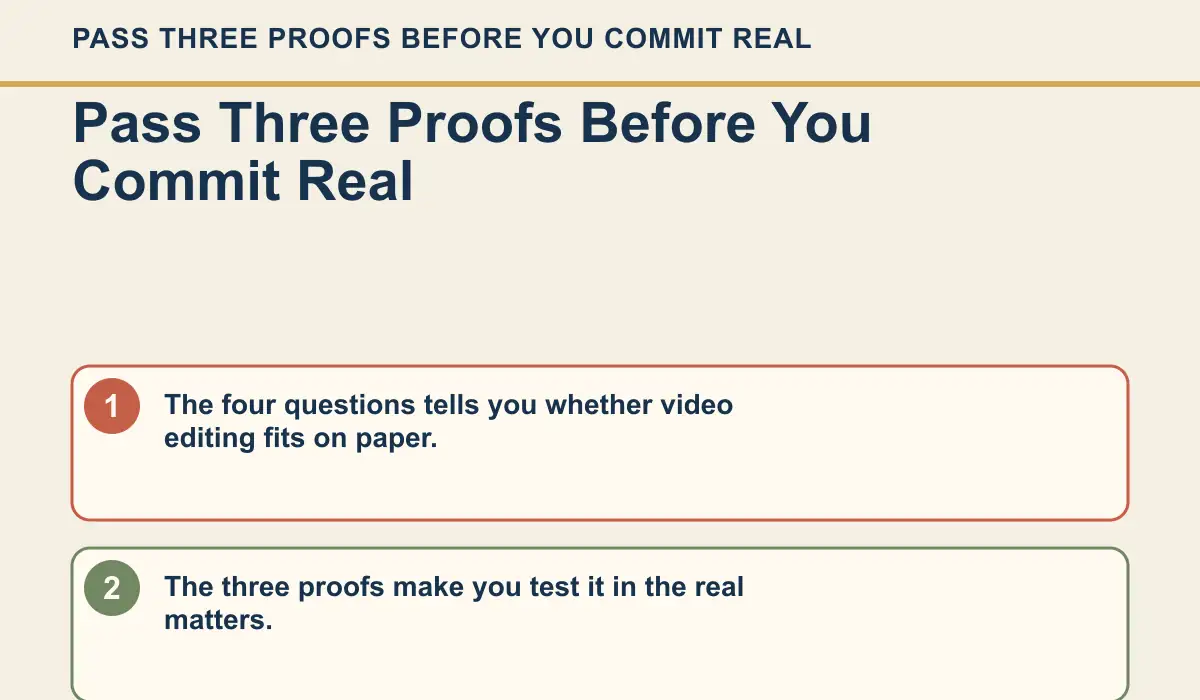 PASS THREE PROOFS BEFORE YOU COMMIT REAL
Pass Three Proofs Before You
Commit Real
1
The four questions tells you whether video
editing fits on paper.
2
The three proofs make you test it in the real
matters.